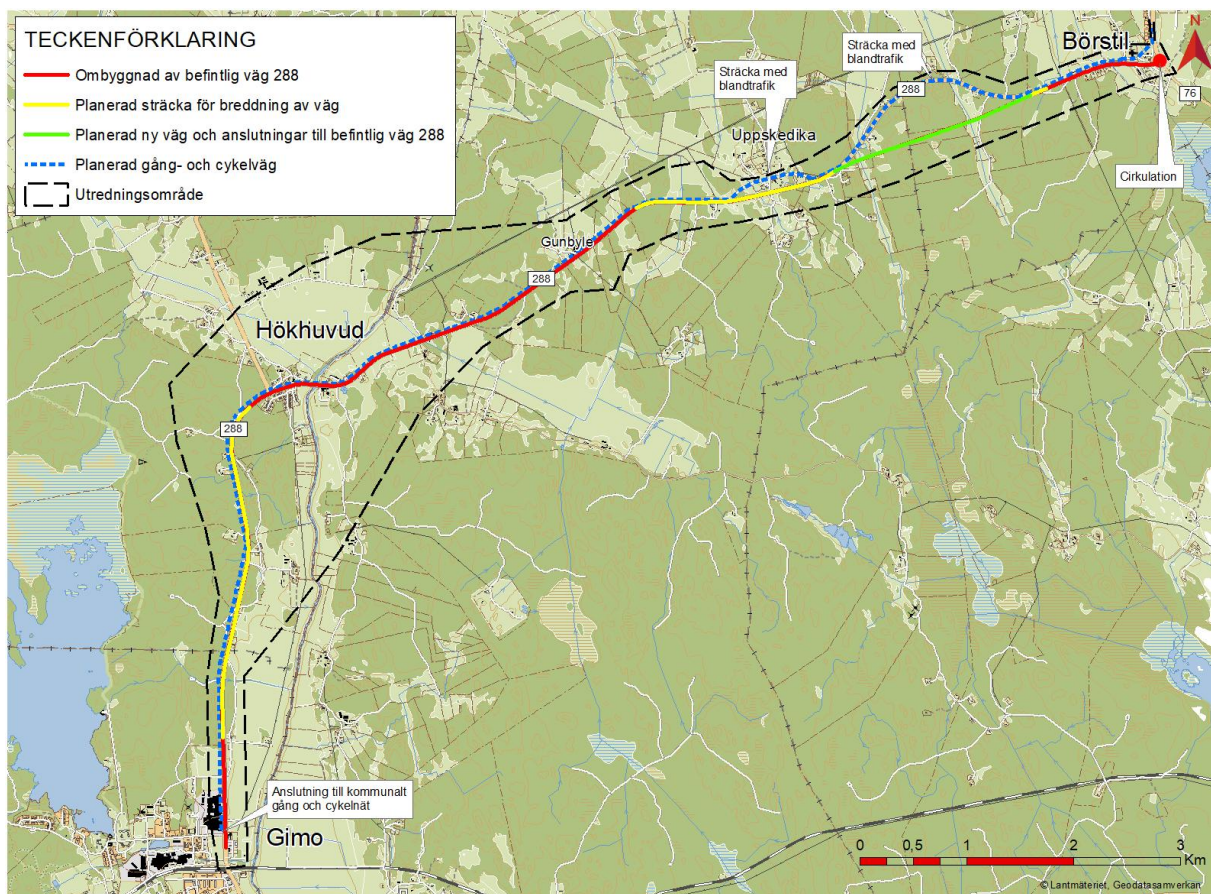 TECKENFÖRKLARING
Ombyggnad av befintlig väg 288
Planerad sträcka för breddning av väg
Planerad ny väg och anslutningar till befintlig väg 288
Planerad gång- och cykelväg
Utredningsområde
Börstil
N
Sträcka med
blandtrafik
Sträcka med
blandtrafik
288
76
Uppskedika
Cirkulation
Gunbyle
288
Hökhuvud
288
Anslutning till kommunalt
gång och cykelnät
Gimo
0 0,5 1 2 3
Km
© Lantmäteriet, Geodatasamverkan